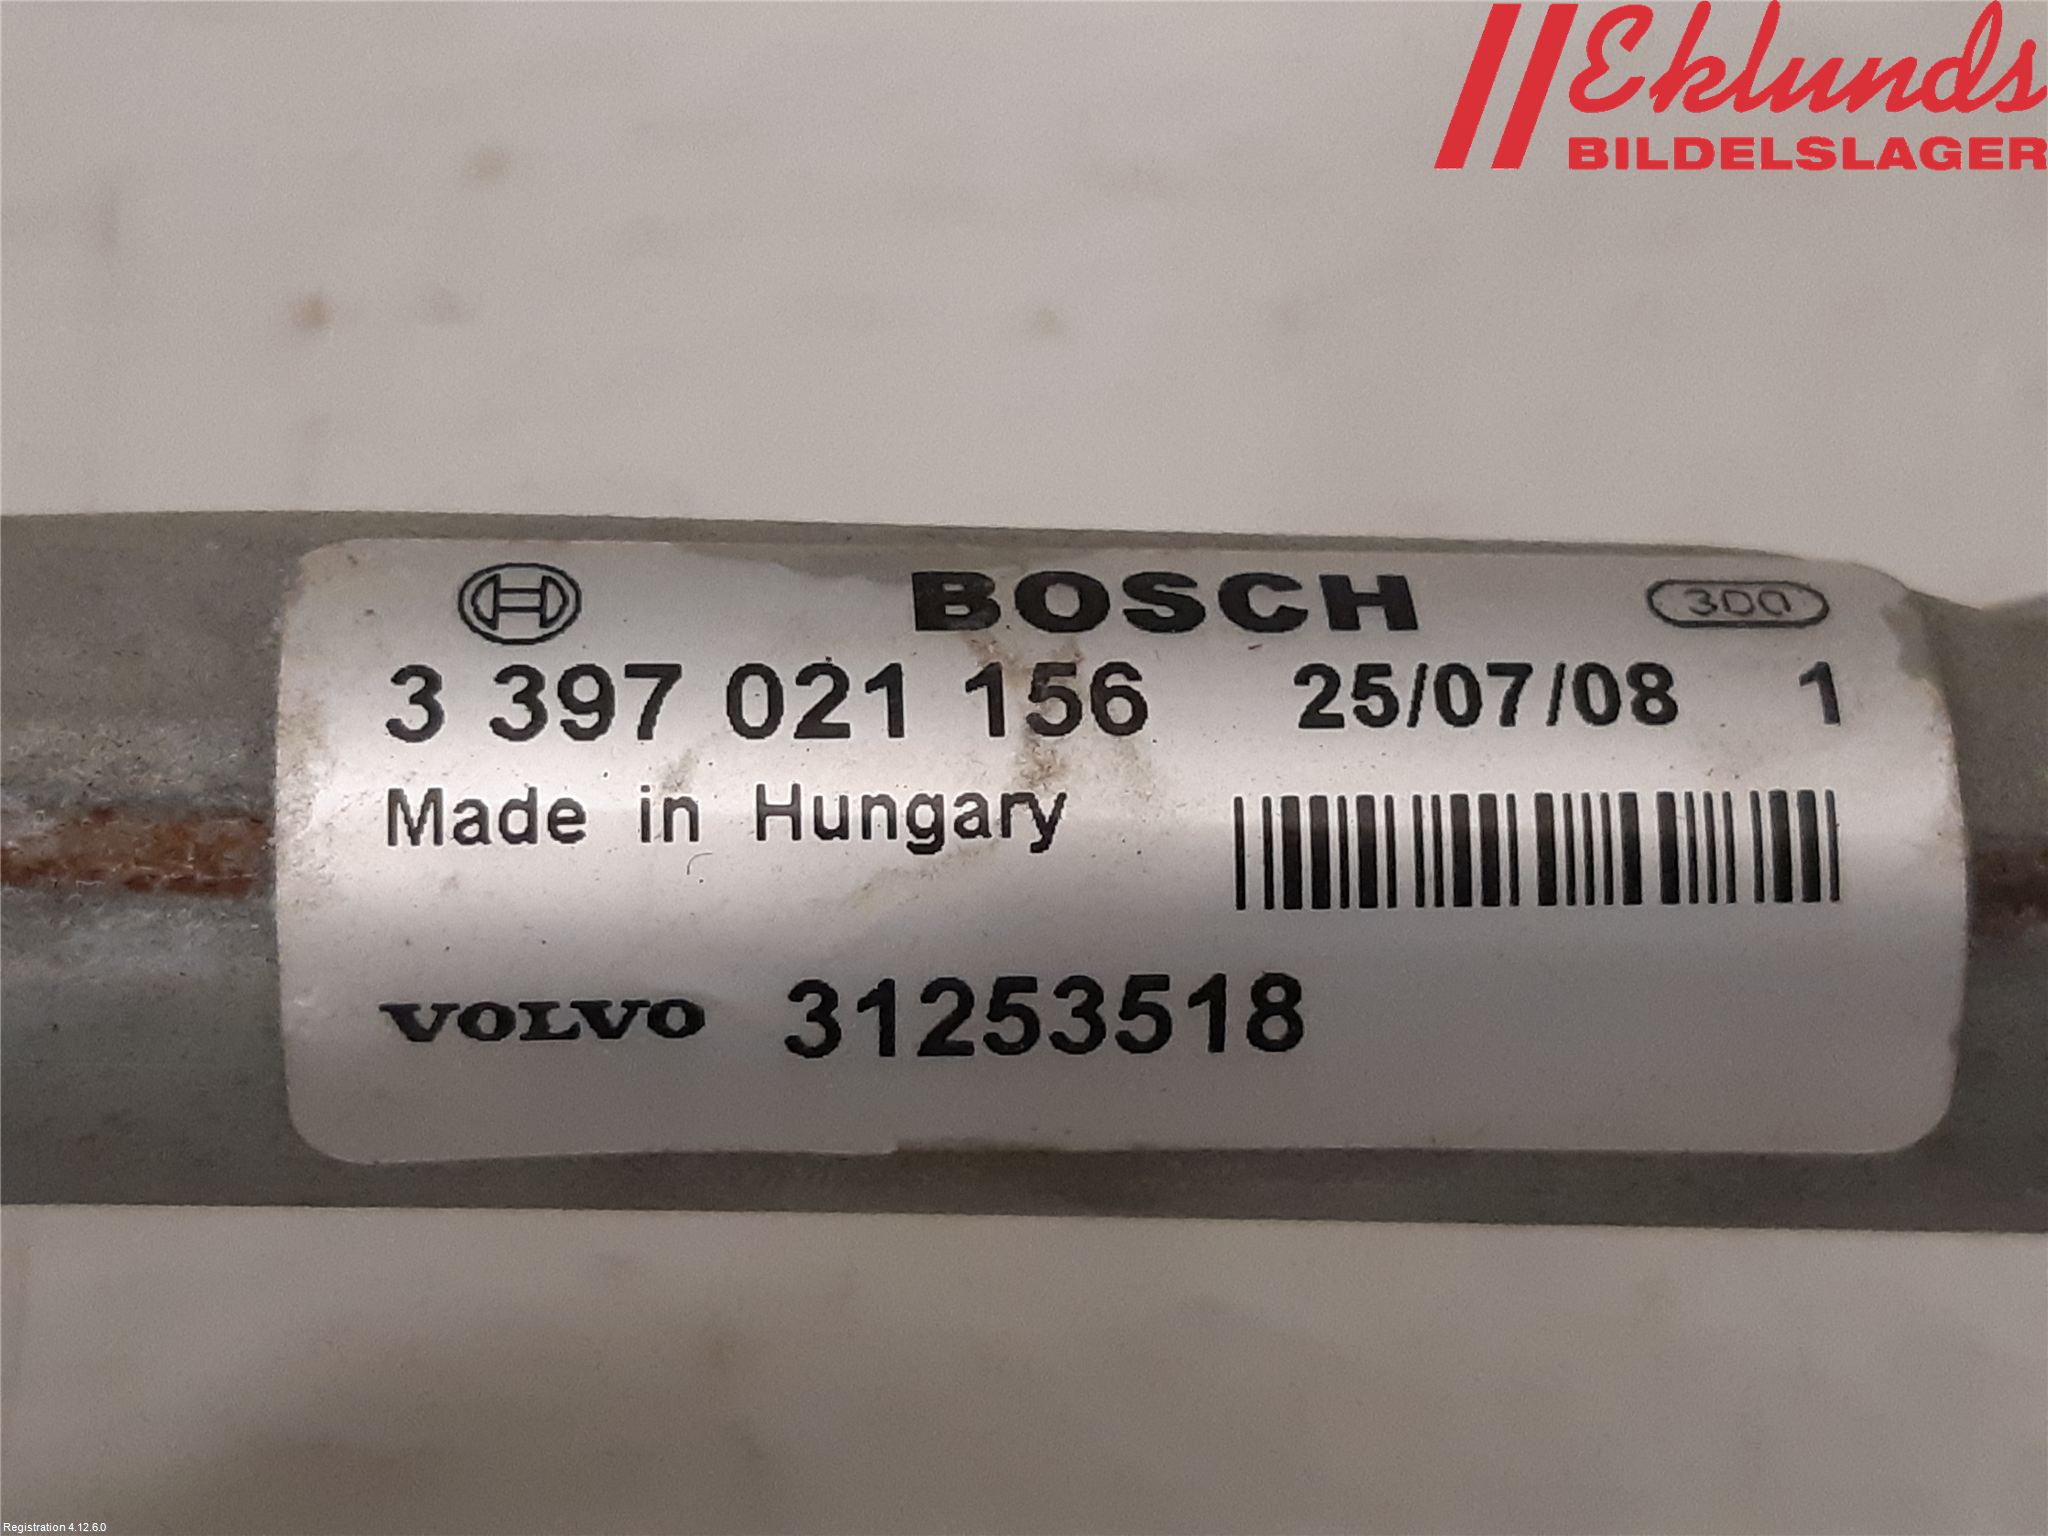 Eklunds
BILDELSLAGER
BOSCH
3 397 021 156 25/07/08 1
Made in Hungary
VOLVO 31253518
Registration 4.12.6.0